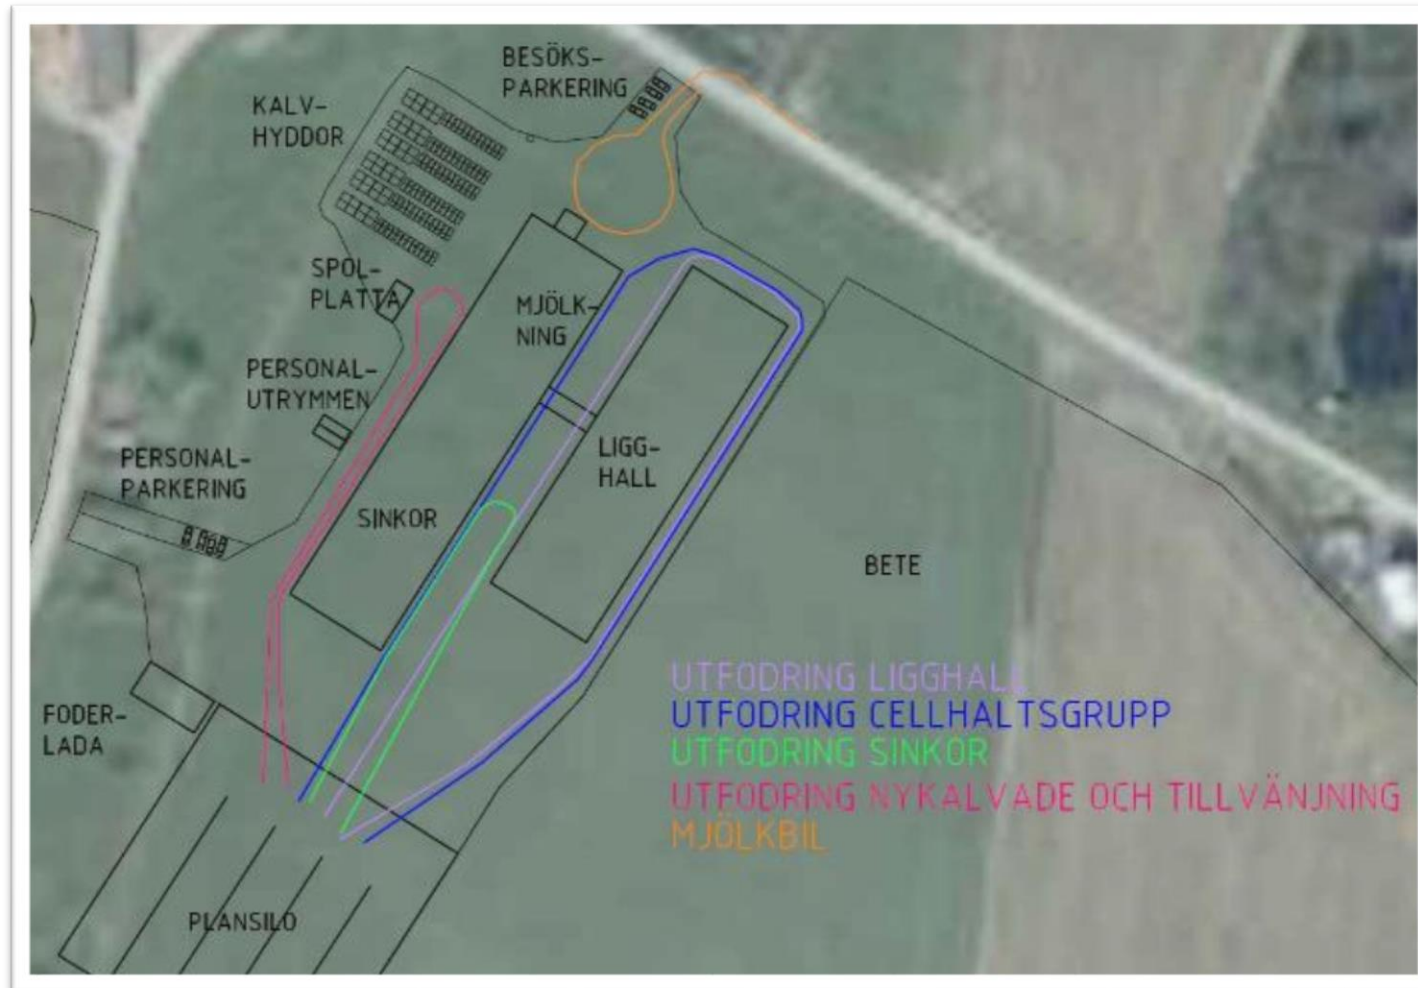 BESÖKS-
PARKERING
KALV-
HYDDOR
SPOL-
PLATTA
MJÖLK-
NING
PERSONAL-
UTRYMMEN
LIGG-
HALL
PERSONAL-
PARKERING
SINKOR
BETE
UTFODRING LIGGHALL
UTFODRING CELLHALTSGRUPP
UTFODRING SINKOR
UTFODRING NYKALVADE OCH TILLVÄNJNING
MJÖLKBIL
FODER-
LADA
PLANSILO